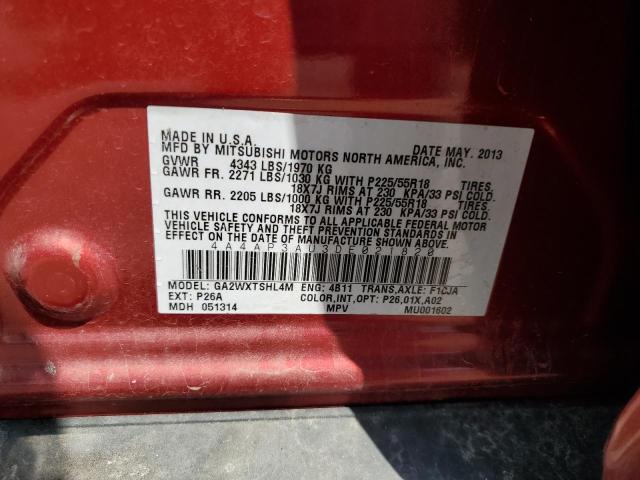 MADE IN U.S.A. DATE MAY. 2013
MFD BY MITSUBISHI MOTORS NORTH AMERICA, INC.
GVWR 4343 LBS/1970 KG
GAWR FR. 2271 LBS/1030 KG WITH P225/55R18 TIRES.
18X7J RIMS AT 230 KPA/33 PSI COLD.
GAWR RR. 2205 LBS/1000 KG WITH P225/55R18 TIRES.
18X7J RIMS AT 230 KPA/33 PSI COLD.
THIS VEHICLE CONFORMS TO ALL APPLICABLE FEDERAL MOTOR
VEHICLE SAFETY AND THEFT PREVENTION STANDARDS IN
EFFECT ON THE DATE OF MANUFACTURE SHOWN ABOVE.
4A4AP3AU3DE021820
MODEL: GA2WXTSHL4M ENG: 4B11 TRANS,AXLE: F1CJA
EXT: P26A COLOR,INT,OPT: P26,01X,A02
MDH 051314 MPV MU001602